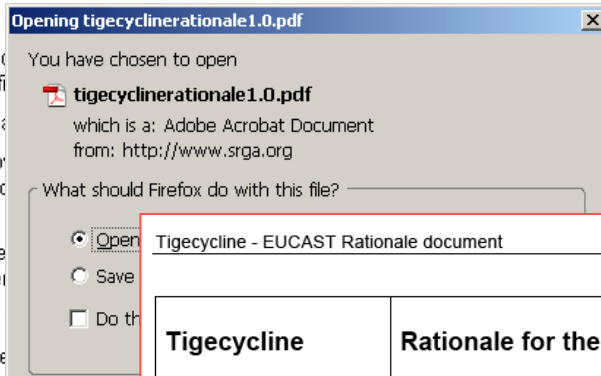 Opening tigecyclinerationale1.0.pdf
You have chosen to open
tigecyclinerationale1.0.pdf
which is a: Adobe Acrobat Document
from: http://www.srga.org
What should Firefox do with this file?
Open
Save
Do th
Tigecycline - EUCAST Rationale document
Tigecycline
Rationale for the